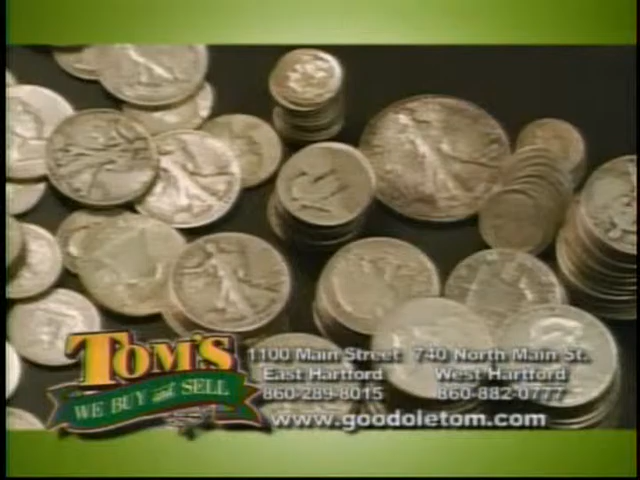 TOM'S
WE BUY and SELL
1100 Main Street
East Hartford
860-289-8015
740 North Main St.
West Hartford
860-882-0777
www.goodoletom.com